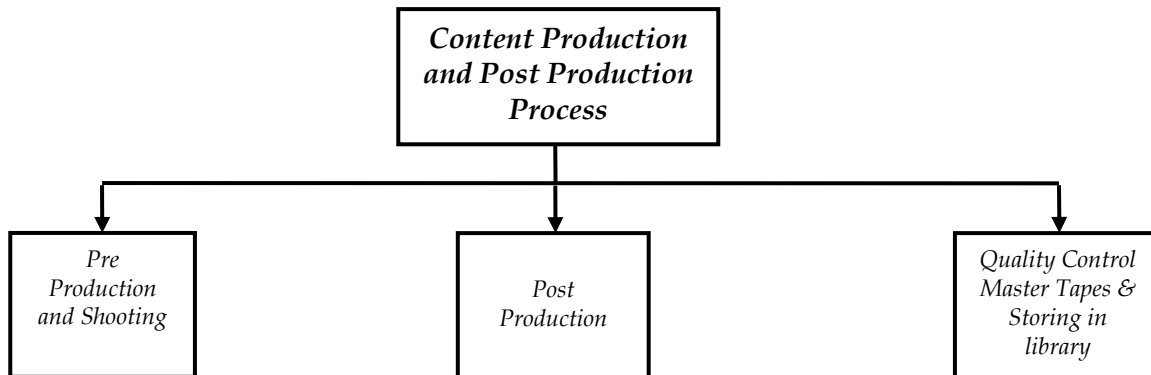 Content Production
and Post Production
Process
Pre
Production
and Shooting
Post
Production
Quality Control
Master Tapes &
Storing in
library